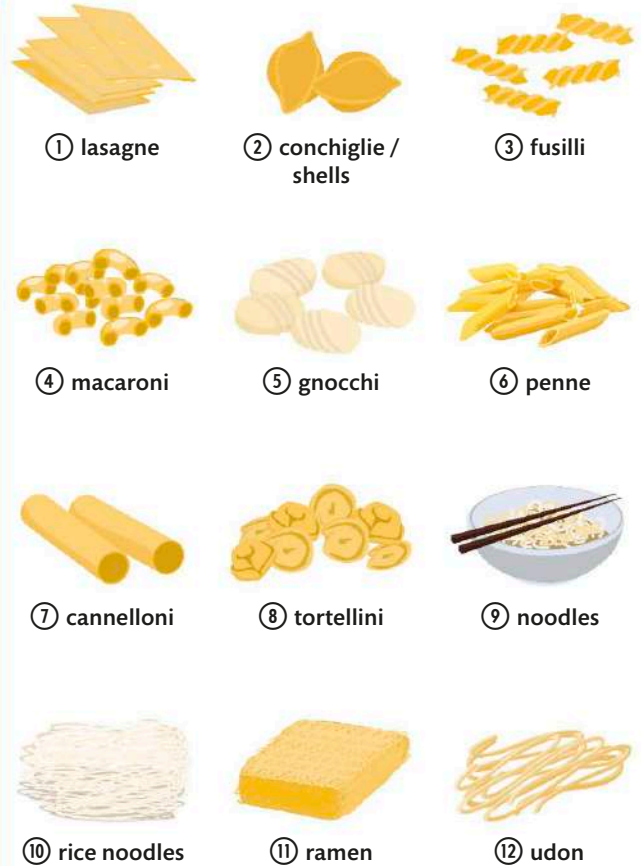 ① lasagne
② conchiglie /
shells
③ fusilli
④ macaroni
⑤ gnocchi
⑥ penne
⑦ cannelloni
⑧ tortellini
⑨ noodles
⑩ rice noodles
⑪ ramen
⑫ udon